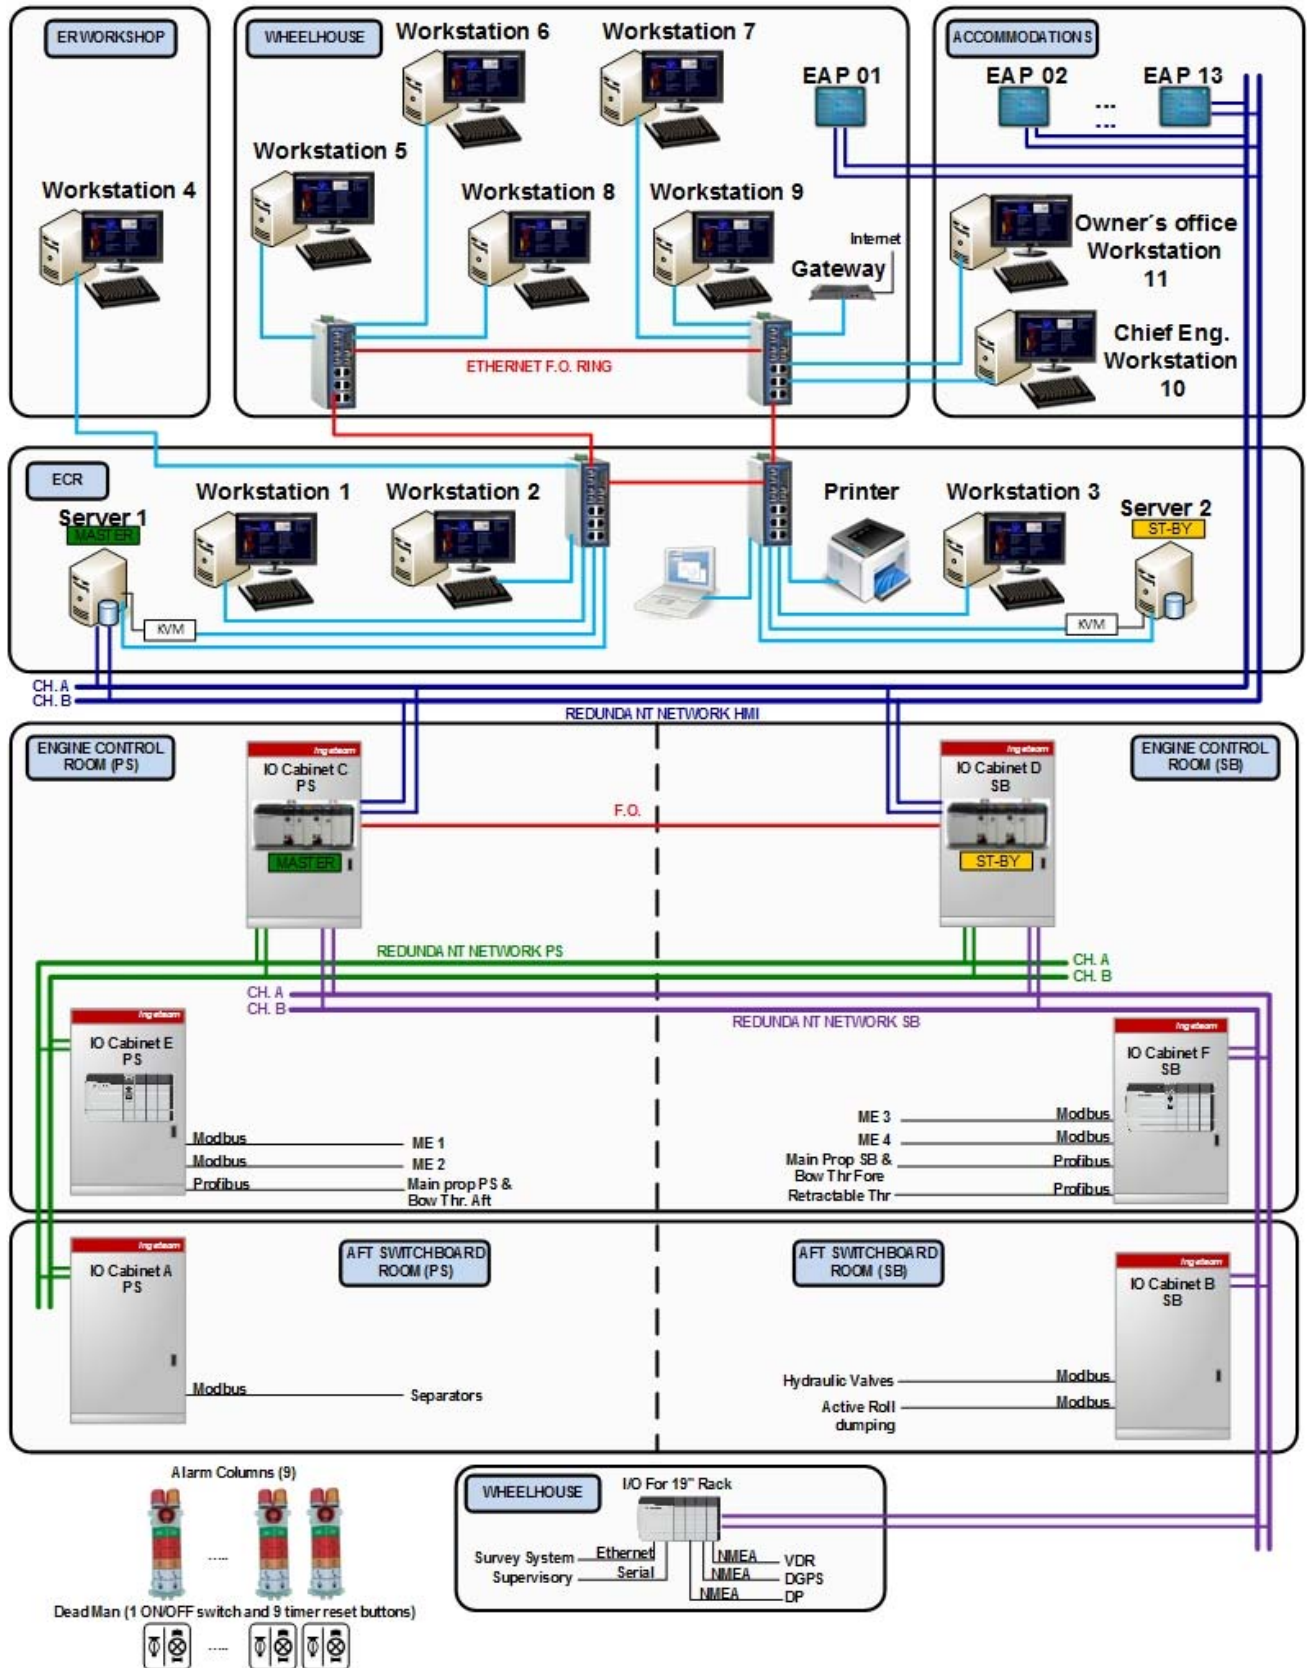 ER WORKSHOP
WHEELHOUSE
Workstation 6
Workstation 7
ACCOMMODATIONS
EAP 01
EAP 02
EAP 13
...
...
Workstation 5
Workstation 4
Workstation 8
Workstation 9
Owner´s office
Workstation
11
Internet
Gateway
Chief Eng.
Workstation
10
ETHERNET F.O. RING
ECR
Server 1
MASTER
Workstation 1
Workstation 2
Printer
Workstation 3
Server 2
ST-BY
KVM
KVM
CH. A
CH. B
REDUNDANT NETWORK HMI
ENGINE CONTROL
ROOM (PS)
Ingeteam
IO Cabinet C
PS
MASTER
F.O.
Ingeteam
IO Cabinet D
SB
ST-BY
ENGINE CONTROL
ROOM (SB)
REDUNDANT NETWORK PS
CH. A
CH. B
CH. A
CH. B
REDUNDANT NETWORK SB
Ingeteam
IO Cabinet E
PS
Modbus
ME 1
Modbus
ME 2
Profibus
Main prop PS &
Bow Thr. Aft
Ingeteam
IO Cabinet F
SB
ME 3
Modbus
ME 4
Modbus
Main Prop SB &
Bow Thr Fore
Profibus
Retractable Thr
Profibus
Ingeteam
IO Cabinet A
PS
AFT SWITCHBOARD
ROOM (PS)
AFT SWITCHBOARD
ROOM (SB)
Ingeteam
IO Cabinet B
SB
Modbus
Separators
Hydraulic Valves
Modbus
Active Roll
dumping
Modbus
Alarm Columns (9)
.....
Dead Man (1 ON/OFF switch and 9 timer reset buttons)
.....
WHEELHOUSE
I/O For 19" Rack
Survey System
Ethernet
Supervisory
Serial
NMEA
VDR
NMEA
DGPS
NMEA
DP